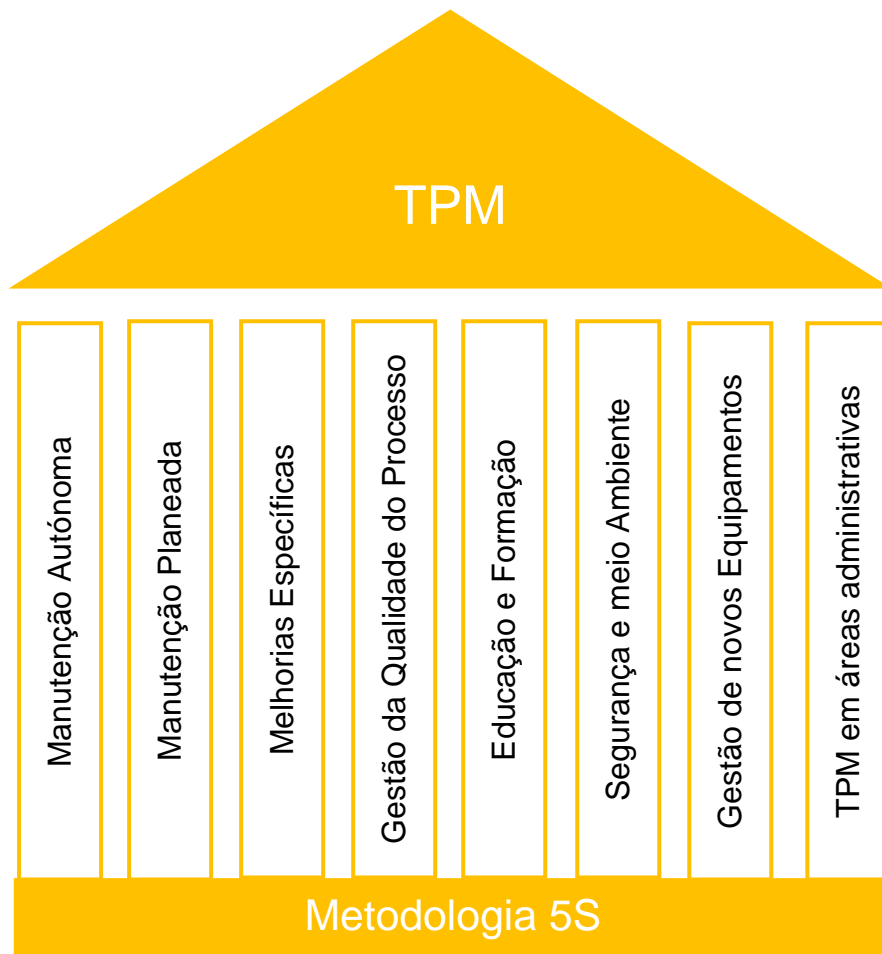 TPM
Manutenção Autónoma
Manutenção Planeada
Melhorias Específicas
Gestão da Qualidade do Processo
Educação e Formação
Segurança e meio Ambiente
Gestão de novos Equipamentos
TPM em áreas administrativas
Metodologia 5S